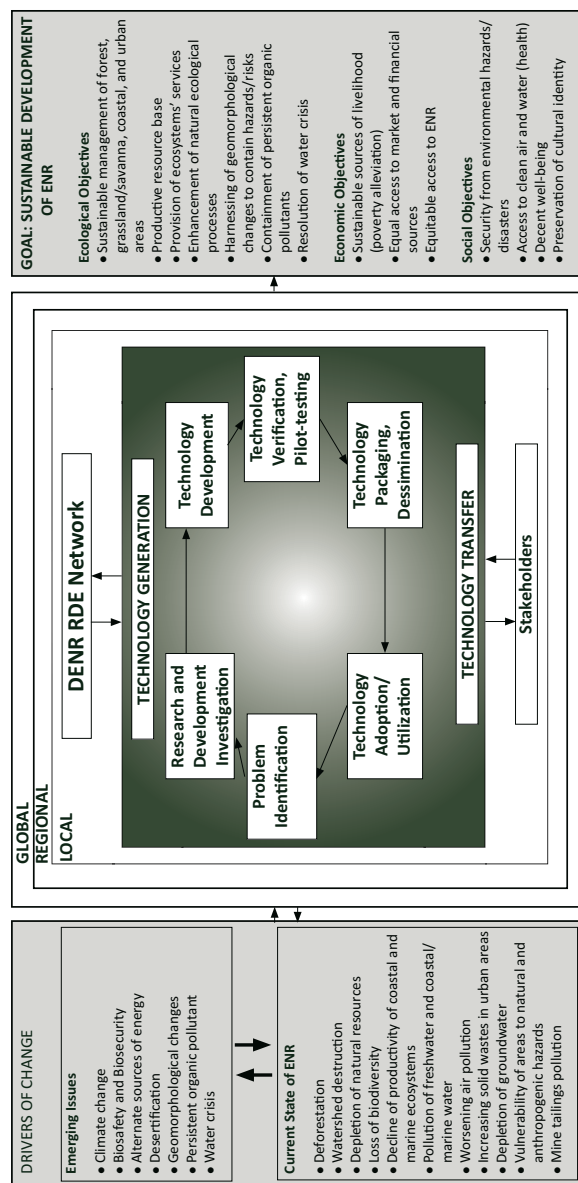 DRIVERS OF CHANGE
Emerging Issues
• Climate change
• Biosafety and Biosecurity
• Alternate sources of energy
• Desertification
• Geomorphological changes
• Persistent organic pollutant
• Water crisis
Current State of ENR
• Deforestation
• Watershed destruction
• Depletion of natural resources
• Loss of biodiversity
• Decline of productivity of coastal and
marine ecosystems
• Pollution of freshwater and coastal/
marine water
• Worsening air pollution
• Increasing solid wastes in urban areas
• Depletion of groundwater
• Vulnerability of areas to natural and
anthropogenic hazards
• Mine tailings pollution
GLOBAL
REGIONAL
LOCAL
DENR RDE Network
TECHNOLOGY GENERATION
Research and
Development
Investigation
Technology
Development
Problem
Identification
Technology
Verification,
Pilot-testing
Technology
Adoption/
Utilization
Technology
Packaging,
Dessimination
TECHNOLOGY TRANSFER
Stakeholders
GOAL: SUSTAINABLE DEVELOPMENT
OF ENR
Ecological Objectives
• Sustainable management of forest,
grassland/savanna, coastal, and urban
areas
• Productive resource base
• Provision of ecosystems' services
• Enhancement of natural ecological
processes
• Harnessing of geomorphological
changes to contain hazards/risks
• Containment of persistent organic
pollutants
• Resolution of water crisis
Economic Objectives
• Sustainable sources of livelihood
(poverty alleviation)
• Equal access to market and financial
sources
• Equitable access to ENR
Social Objectives
• Security from environmental hazards/
disasters
• Access to clean air and water (health)
• Decent well-being
• Preservation of cultural identity